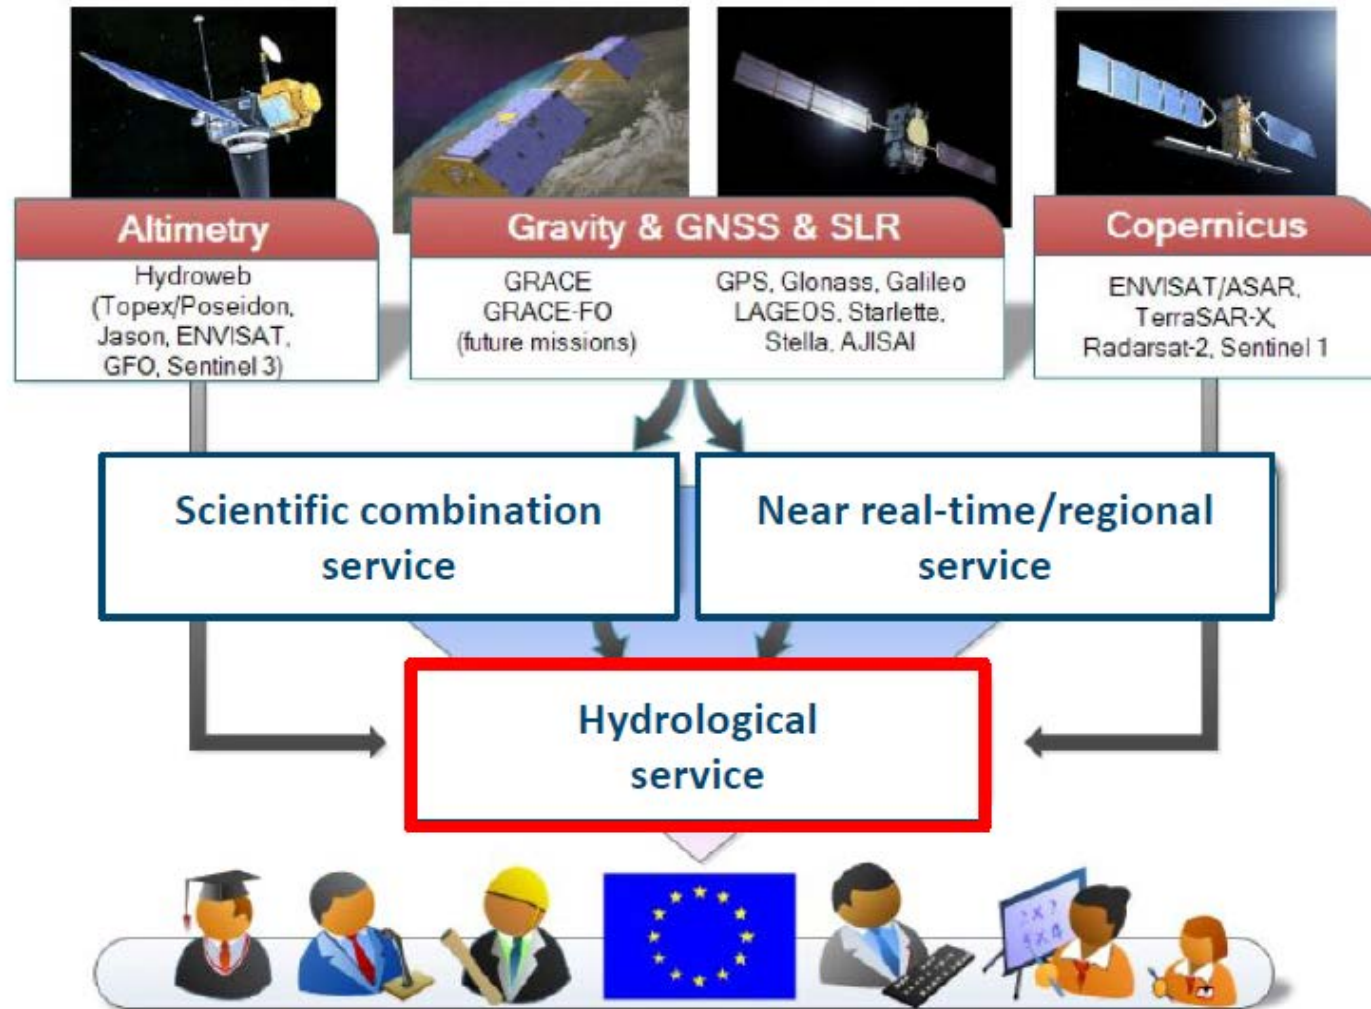 Altimetry
Hydroweb
(Topex/Poseidon,
Jason, ENVISAT,
GFO, Sentinel 3)
Gravity & GNSS & SLR
GRACE
GRACE-FO
(future missions)
GPS, Glonass, Galileo
LAGEOS, Starlette,
Stella, AJISAI
Copernicus
ENVISAT/ASAR,
TerraSAR-X,
Radarsat-2, Sentinel 1
Scientific combination
service
Near real-time/regional
service
Hydrological
service